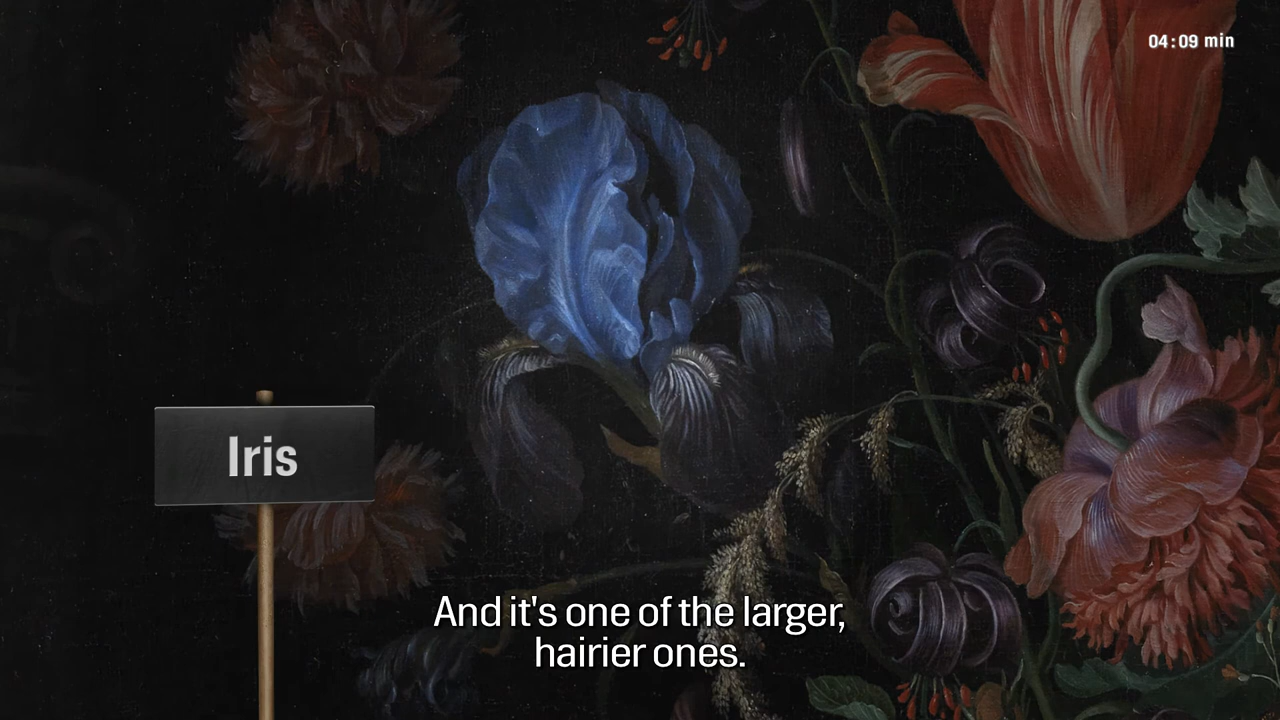 04:09 min
Iris
And it's one of the larger,
hairier ones.